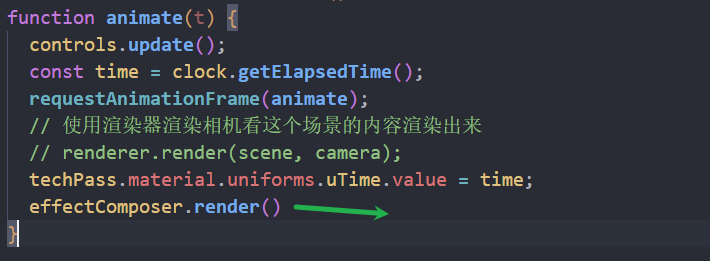 function animate(t) {
controls.update();
const time = clock.getElapsedTime();
requestAnimationFrame(animate);
// 使用渲染器渲染相机看这个场景的内容渲染出来
// renderer.render(scene, camera);
techPass.material.uniforms.uTime.value = time;
effectComposer.render()
}